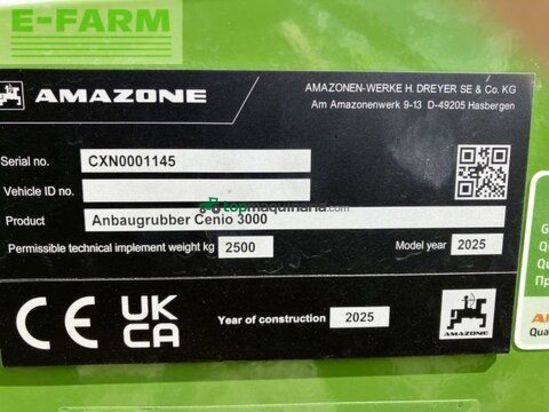 E-FARM
AMAZONE
AMAZONEN-WERKE H. DREYER SE & Co. KG
Am Amazonenwerk 9-13 D-49205 Hasbergen
Serial no. CXN0001145
Vehicle ID no.
topmaquinaria.com
Product Anbaugrubber Cenio 3000
Permissible technical implement weight kg 2500 Model year 2025
CE UK
CA
Year of construction 2025
AMAZONE